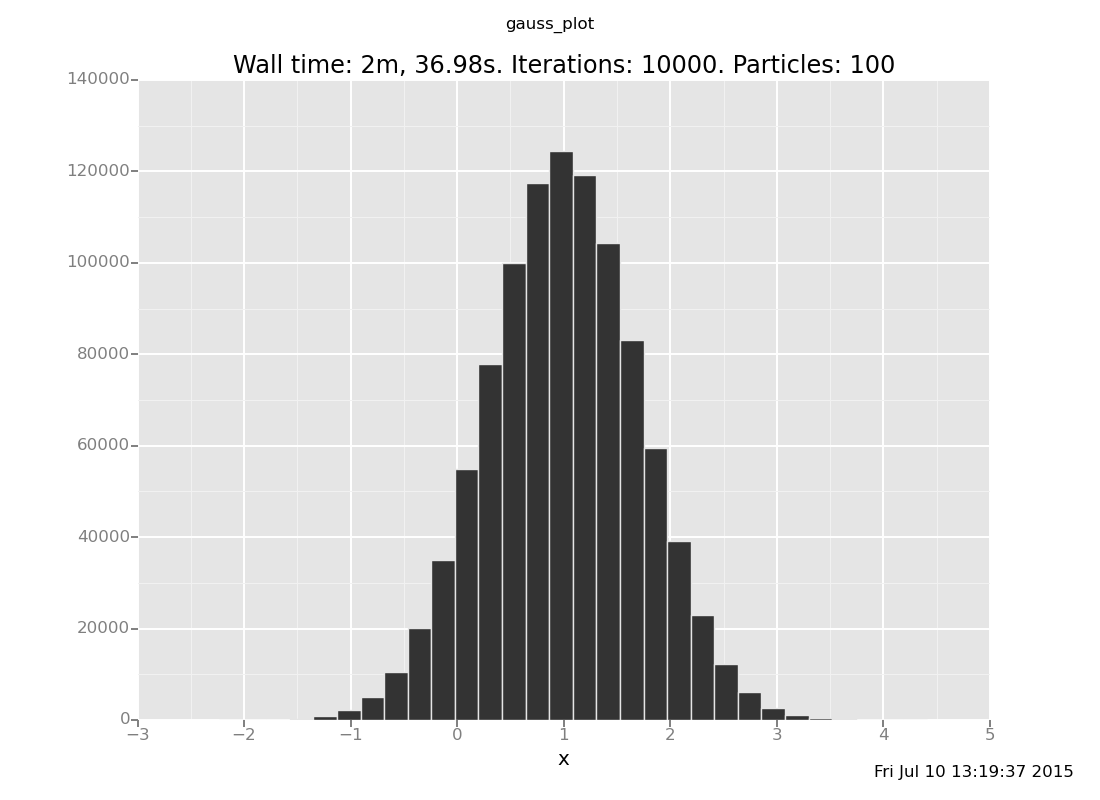 gauss_plot
Wall time: 2m, 36.98s. Iterations: 10000. Particles: 100
140000
120000
100000
80000
60000
40000
20000
0
−3 −2 −1 0 1 2 3 4 5
x
Fri Jul 10 13:19:37 2015